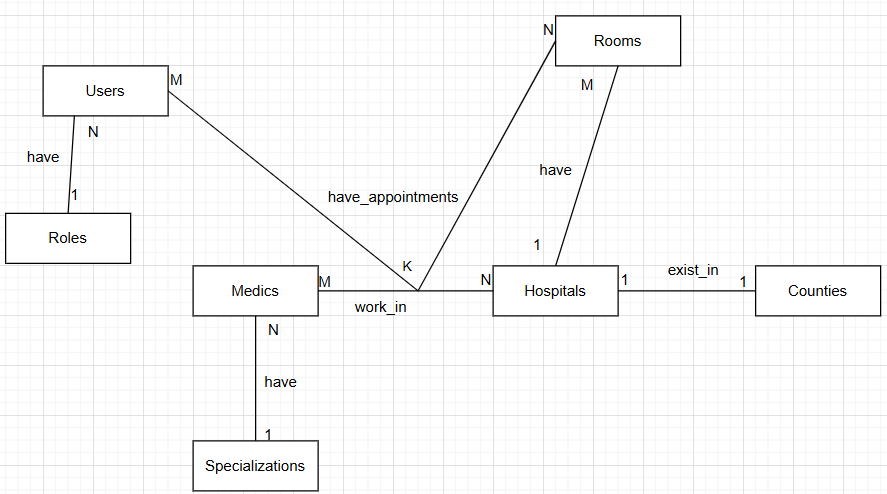 N
Rooms
M
Users
M
N
have
have
1
have_appointments
Roles
1
K
exist_in
Medics
M
N
Hospitals
1
1
Counties
work_in
N
have
1
Specializations